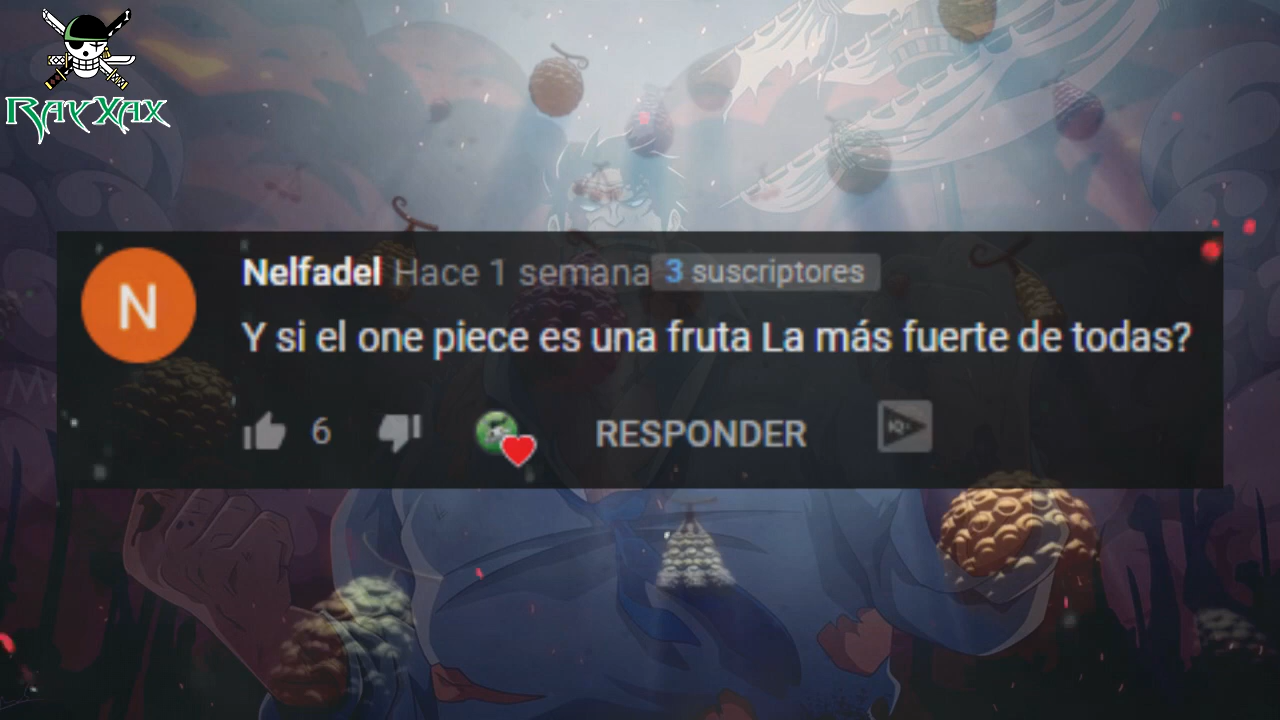 RAYXAX
N
Nelfadel Hace 1 semana 3 suscriptores
Y si el one piece es una fruta La más fuerte de todas?
6 RESPONDER